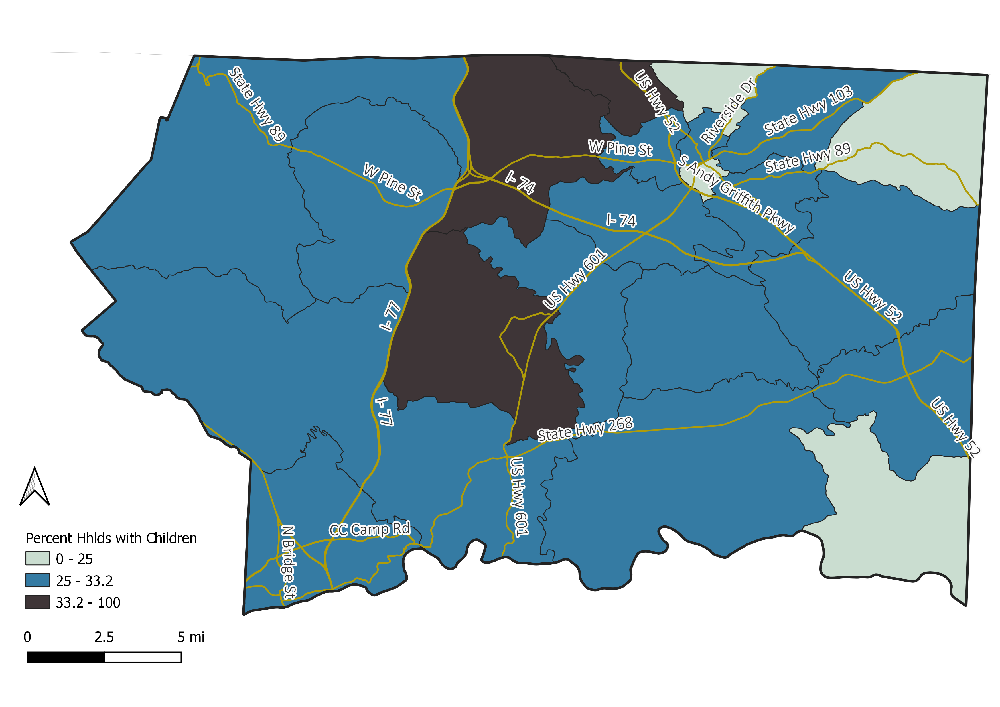 State Hwy 89
US Hwy 52
Riverside Dr
State Hwy 103
W Pine St
State Hwy 89
W Pine St
I- 74
S Andy Griffith Pkwy
I- 74
US Hwy 601
US Hwy 52
I- 77
I- 77
State Hwy 268
US Hwy 52
US Hwy 601
CC Camp Rd
N Bridge St
Percent Hhlds with Children
0 - 25
25 - 33.2
33.2 - 100
0 2.5 5 mi